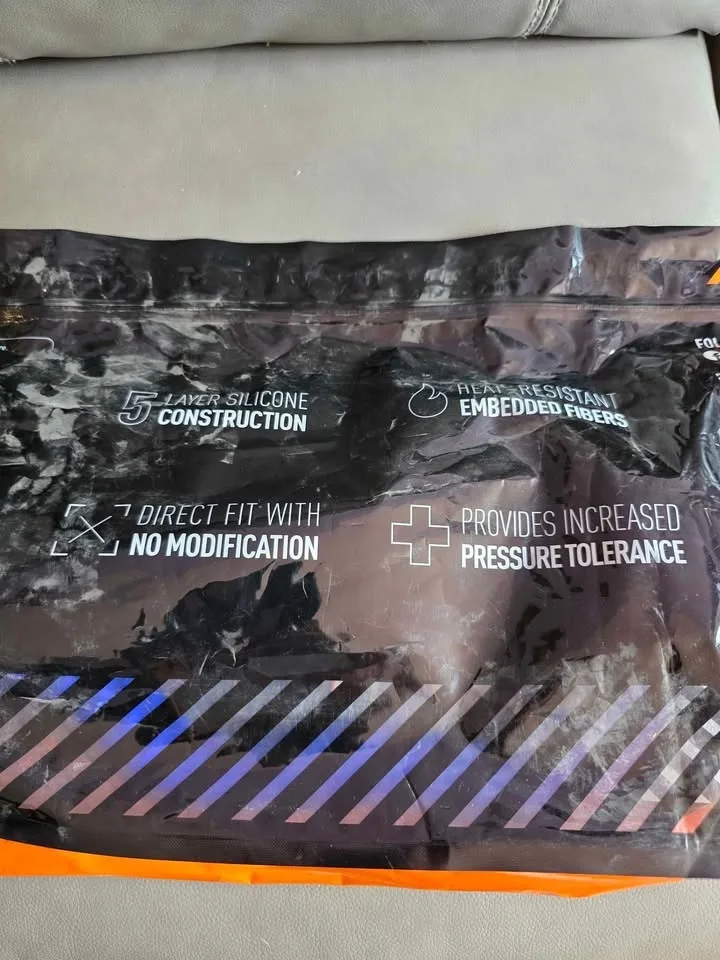 5 LAYER SILICONE
CONSTRUCTION
HEAT-RESISTANT
EMBEDDED FIBERS
DIRECT FIT WITH
NO MODIFICATION
PROVIDES INCREASED
PRESSURE TOLERANCE